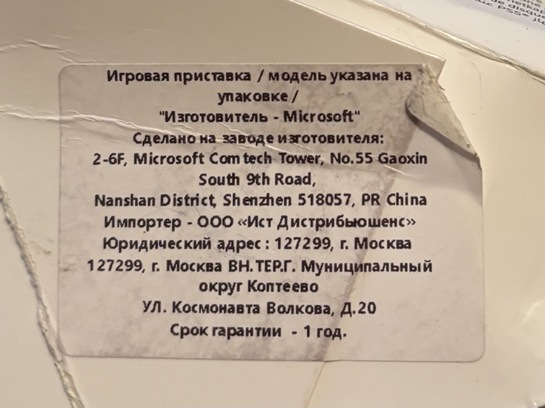 Игровая приставка / модель указана на
упаковке /
"Изготовитель - Microsoft"
Сделано на заводе изготовителя:
2-6F, Microsoft Comtech Tower, No.55 Gaoxin
South 9th Road,
Nanshan District, Shenzhen 518057, PR China
Импортер - ООО «Ист Дистрибьюшенс»
Юридический адрес : 127299, г. Москва
127299, г. Москва ВН.ТЕР.Г. Муниципальный
округ Коптеево
УЛ. Космонавта Волкова, Д.20
Срок гарантии - 1 год.